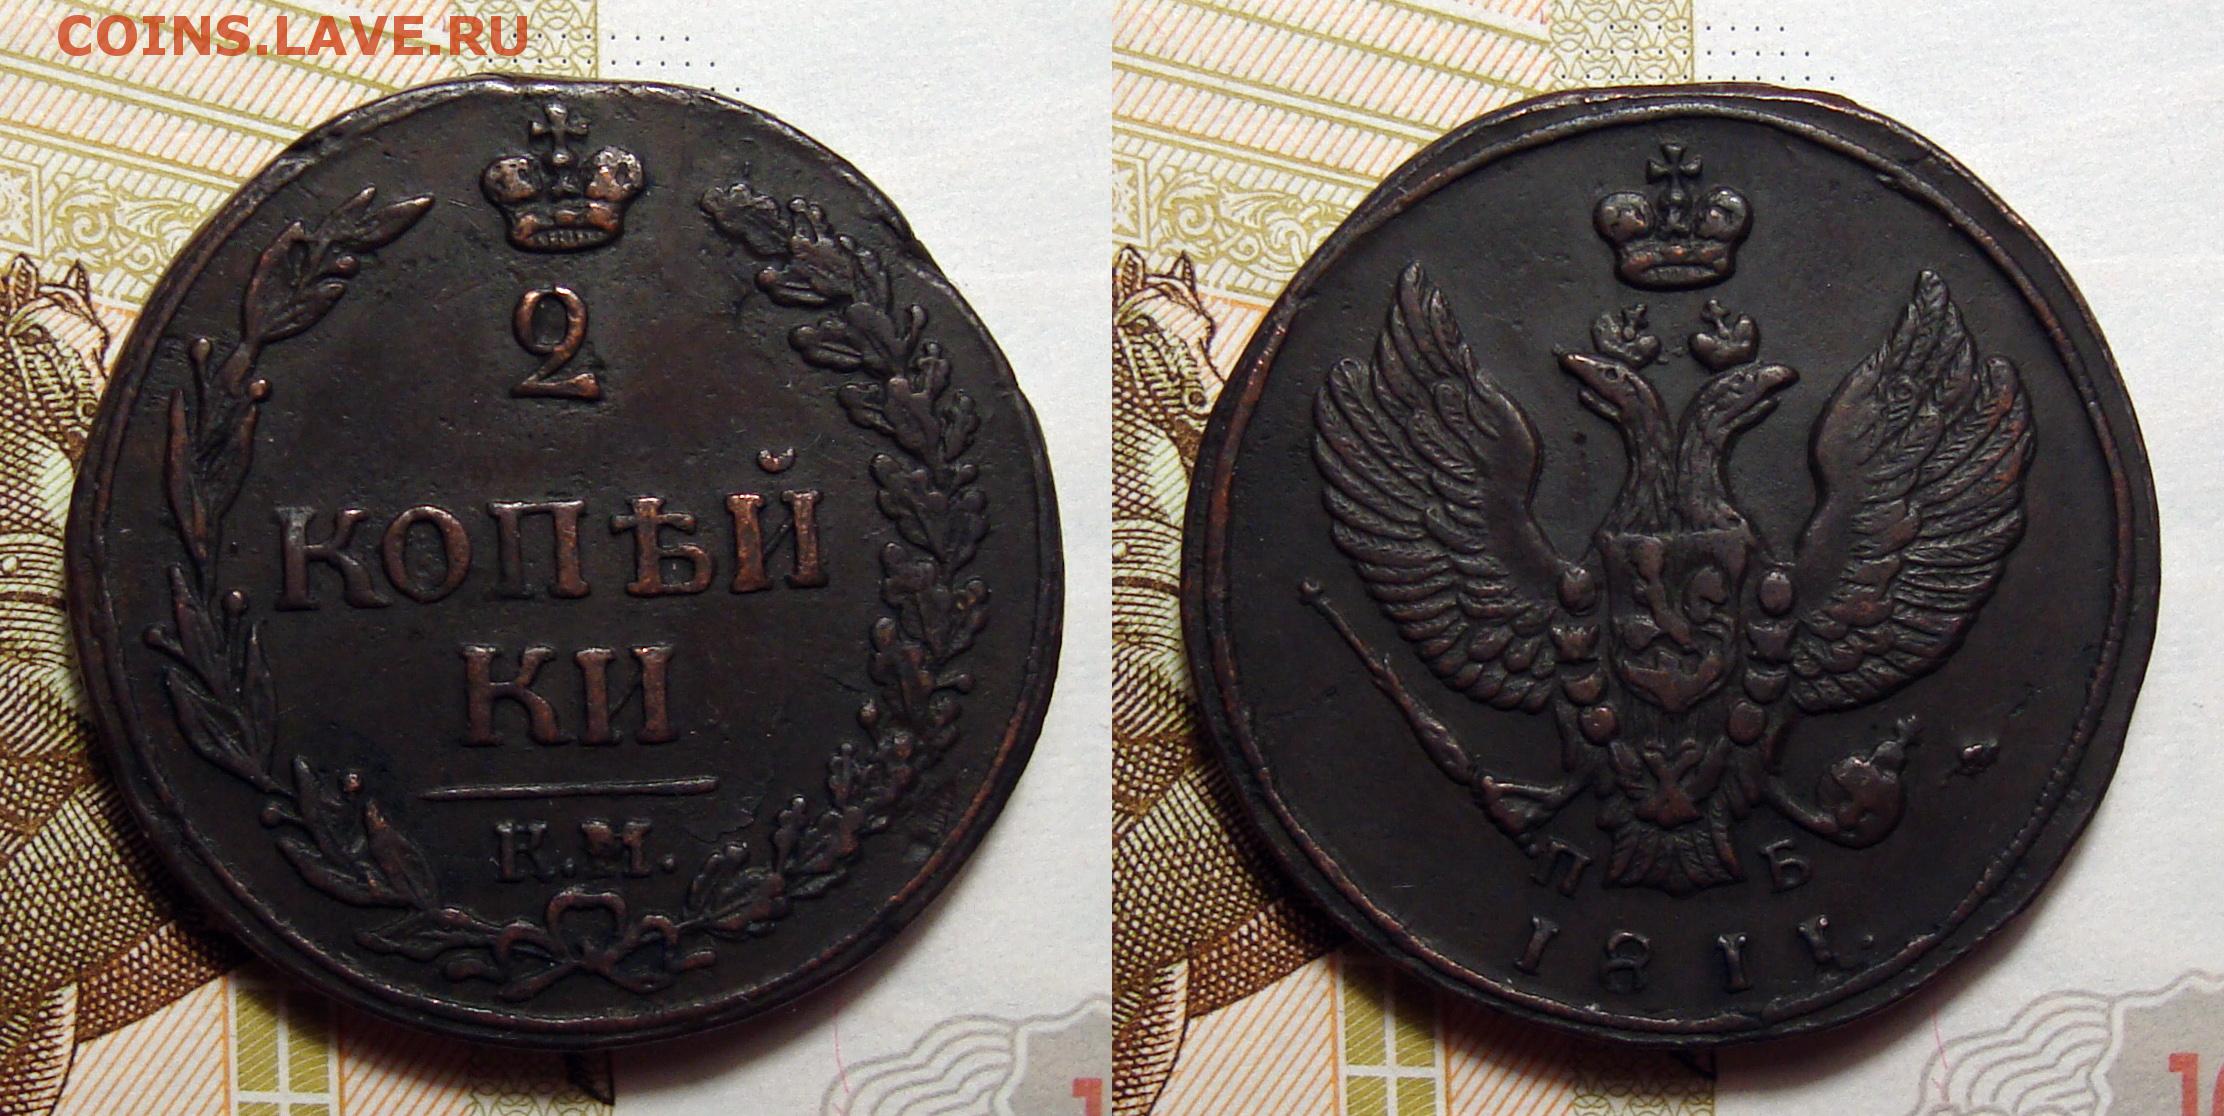 COINS.LAVE.RU
2
КОПѢЙ
КИ
К.М.
П Б
1811.